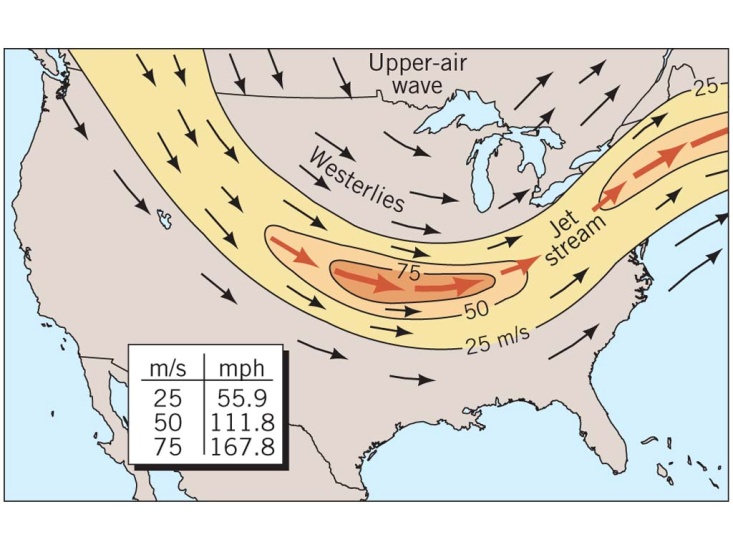 Upper-air
wave
25
Westerlies
Jet
stream
75
50
25 m/s
m/s mph
25 55.9
50 111.8
75 167.8